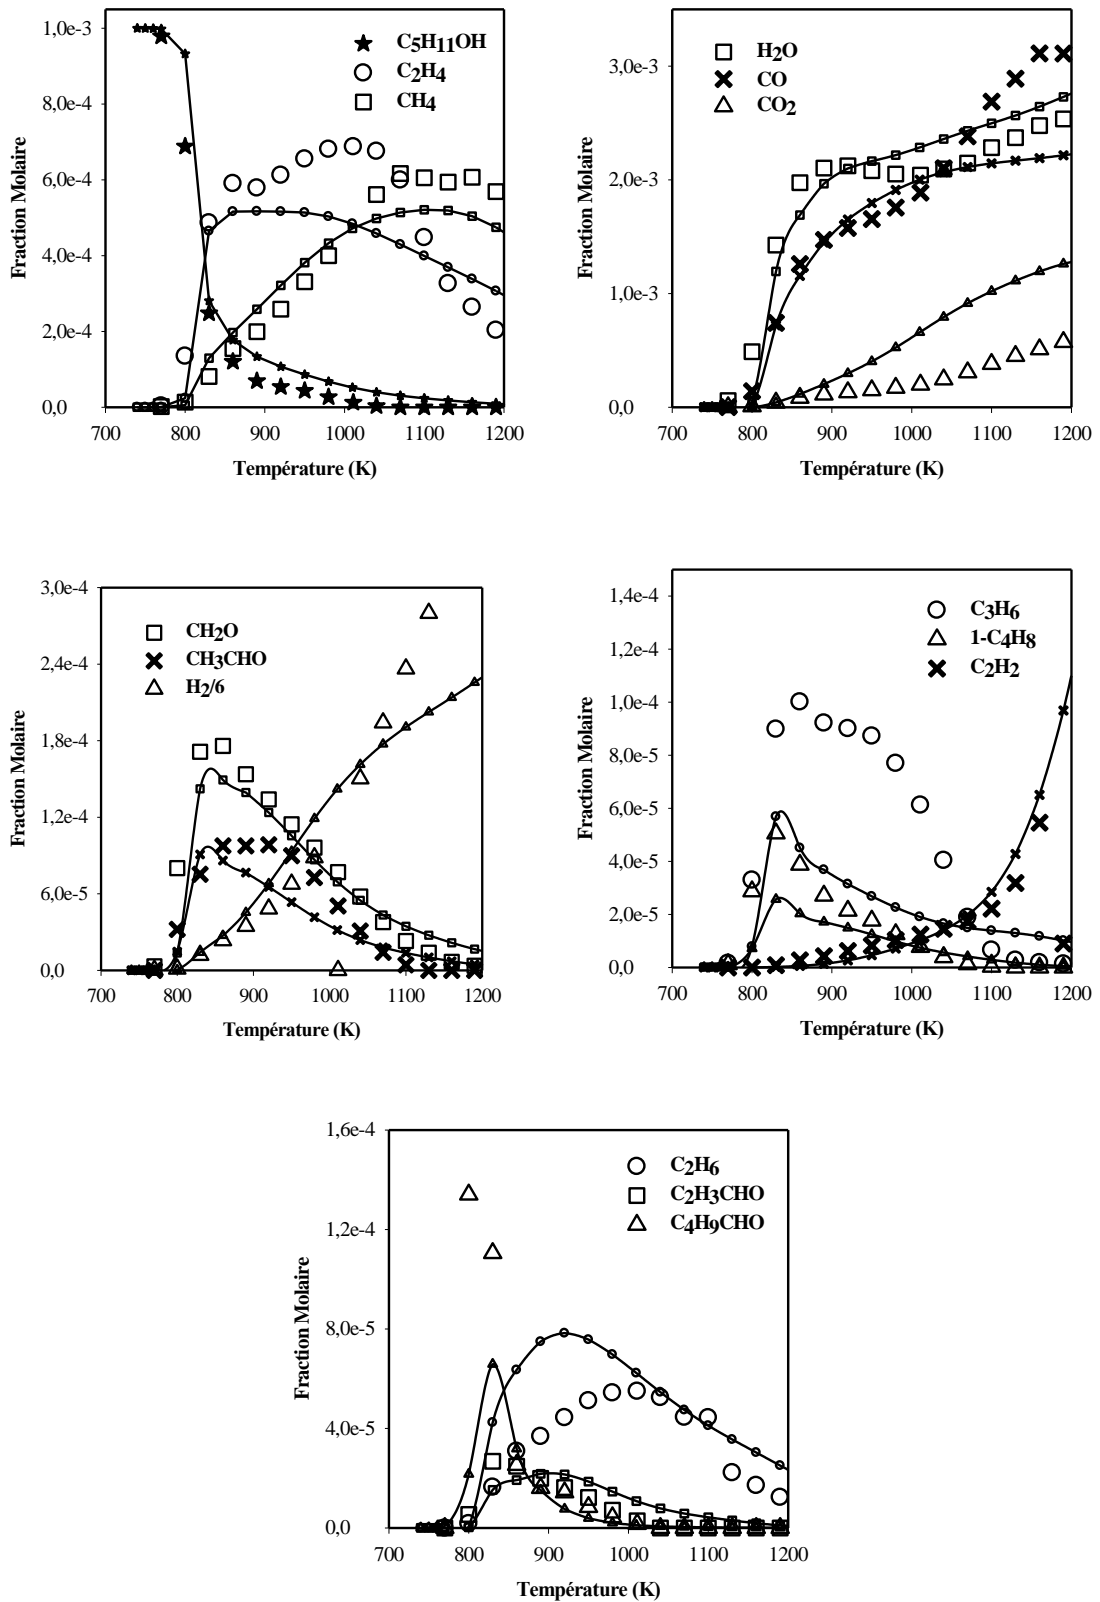 1,0e-3
8,0e-4
6,0e-4
4,0e-4
2,0e-4
0,0
700 800 900 1000 1100 1200
Température (K)
Fraction Molaire
C5H11OH
C2H4
CH4
3,0e-3
2,0e-3
1,0e-3
0,0
700 800 900 1000 1100 1200
Température (K)
Fraction Molaire
H2O
CO
CO2
3,0e-4
2,4e-4
1,8e-4
1,2e-4
6,0e-5
0,0
700 800 900 1000 1100 1200
Température (K)
Fraction Molaire
CH2O
CH3CHO
H2/6
1,4e-4
1,2e-4
1,0e-4
8,0e-5
6,0e-5
4,0e-5
2,0e-5
0,0
700 800 900 1000 1100 1200
Température (K)
Fraction Molaire
C3H6
1-C4H8
C2H2
1,6e-4
1,2e-4
8,0e-5
4,0e-5
0,0
700 800 900 1000 1100 1200
Température (K)
Fraction Molaire
C2H6
C2H3CHO
C4H9CHO